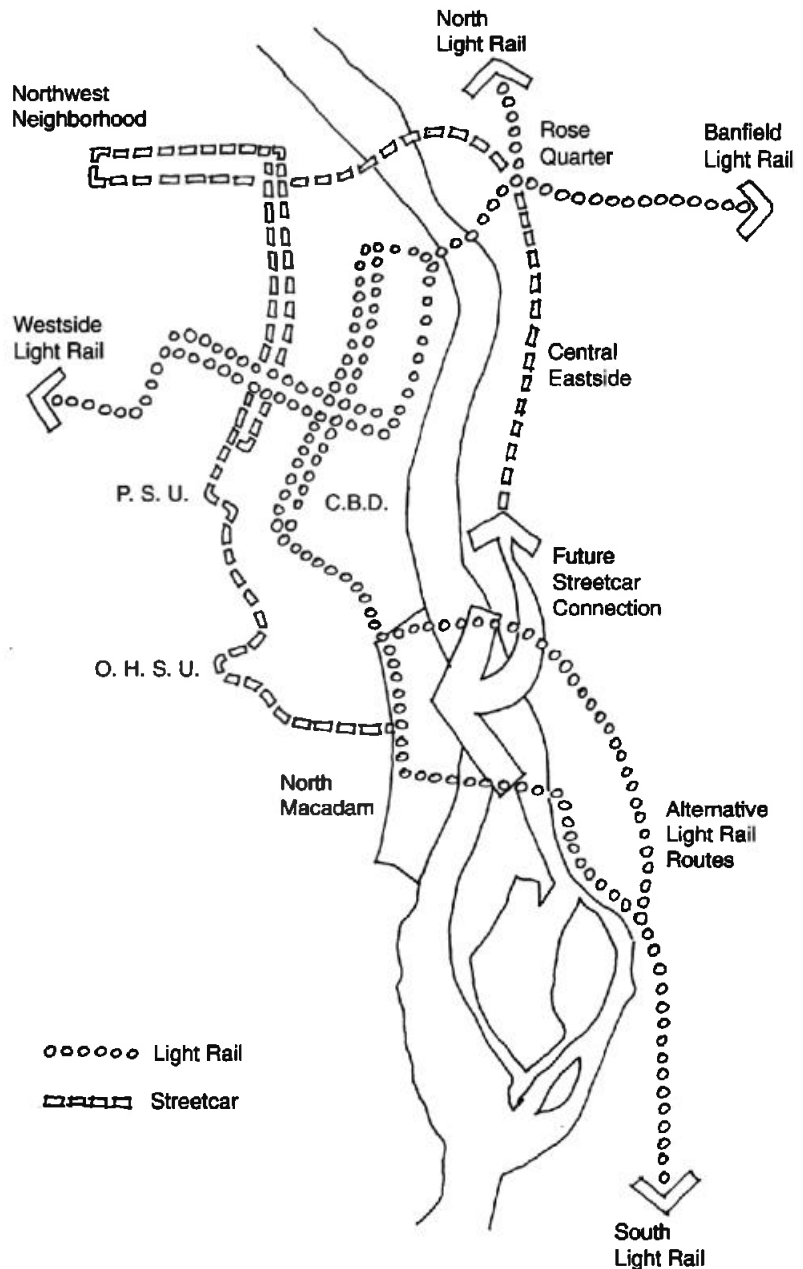 North
Light Rail
Northwest
Neighborhood
Rose
Quarter
Banfield
Light Rail
Westside
Light Rail
Central
Eastside
P. S. U.
C.B.D.
Future
Streetcar
Connection
O. H. S. U.
North
Macadam
Alternative
Light Rail
Routes
Light Rail
Streetcar
South
Light Rail